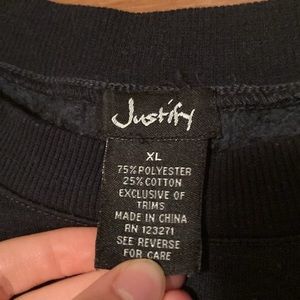 Justify
XL
75% POLYESTER
25% COTTON
EXCLUSIVE OF
TRIMS
MADE IN CHINA
RN 123271
SEE REVERSE
FOR CARE